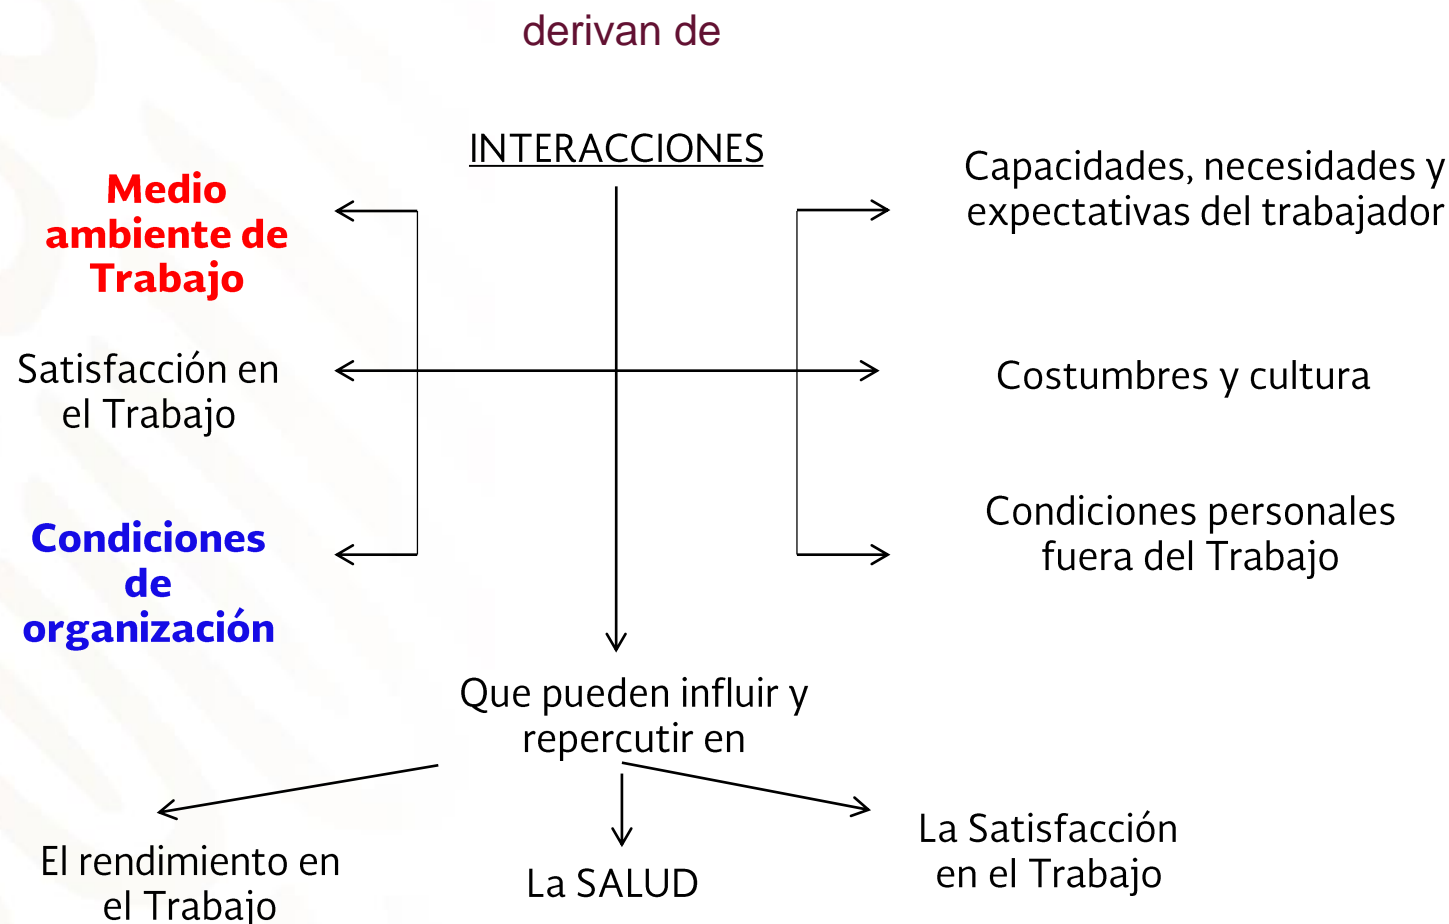 derivan de
INTERACCIONES
Medio
ambiente de
Trabajo
Capacidades, necesidades y
expectativas del trabajador
Satisfacción en
el Trabajo
Costumbres y cultura
Condiciones
de
organización
Condiciones personales
fuera del Trabajo
Que pueden influir y
repercutir en
El rendimiento en
el Trabajo
La SALUD
La Satisfacción
en el Trabajo